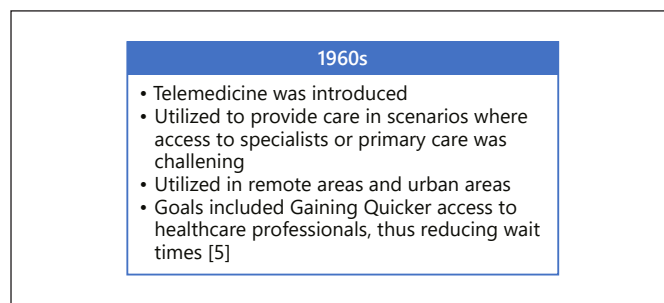 1960s
• Telemedicine was introduced
• Utilized to provide care in scenarios where
access to specialists or primary care was
challening
• Utilized in remote areas and urban areas
• Goals included Gaining Quicker access to
healthcare professionals, thus reducing wait
times [5]